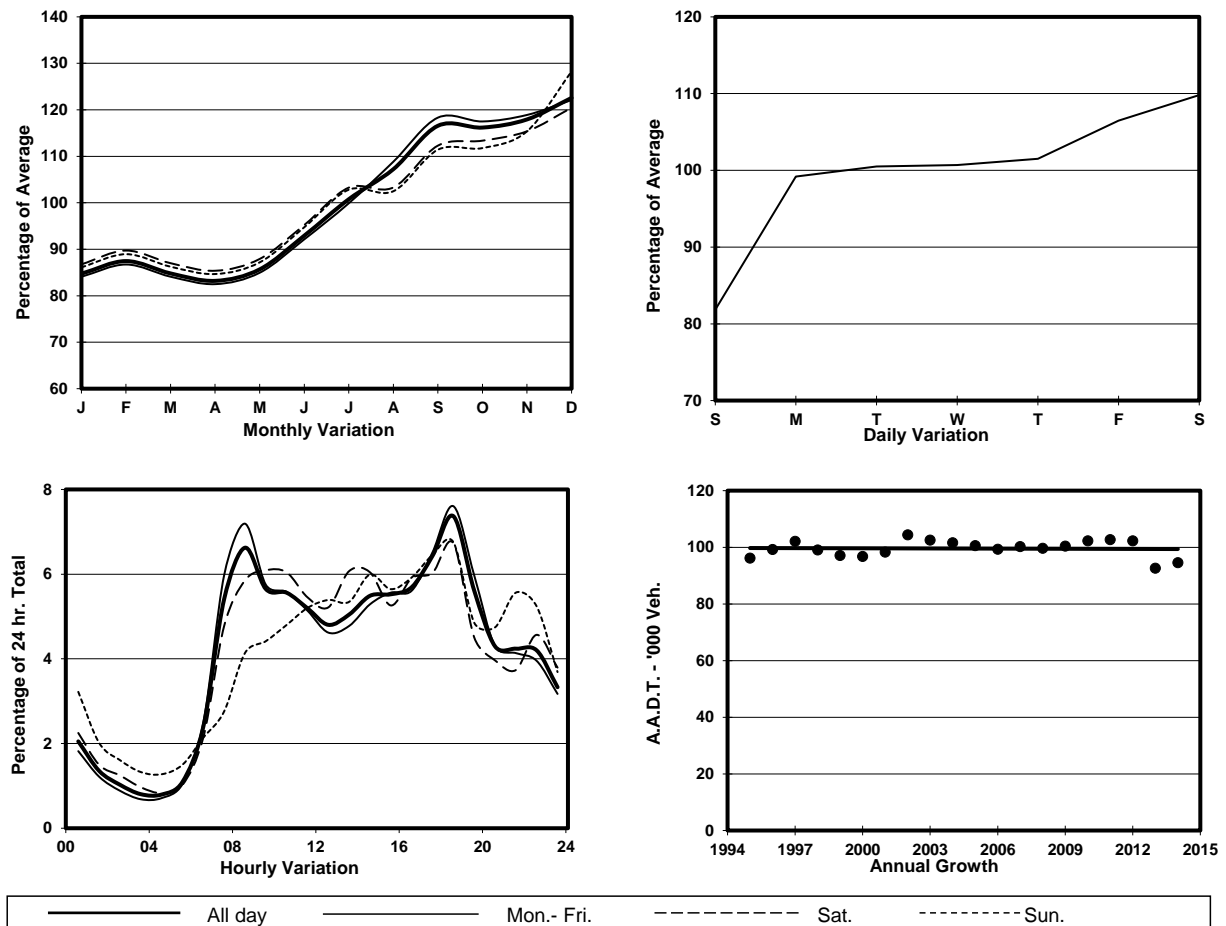 140
130
120
110
100
90
80
70
60
Percentage of Average
J F M A M J J A S O N D
Monthly Variation
120
110
100
90
80
70
Percentage of Average
S M T W T F S
Daily Variation
8
6
4
2
0
Percentage of 24 hr. Total
00 04 08 12 16 20 24
Hourly Variation
120
100
80
60
40
20
0
A.A.D.T. - '000 Veh.
1994 1997 2000 2003 2006 2009 2012 2015
Annual Growth
All day Mon.- Fri. Sat. Sun.